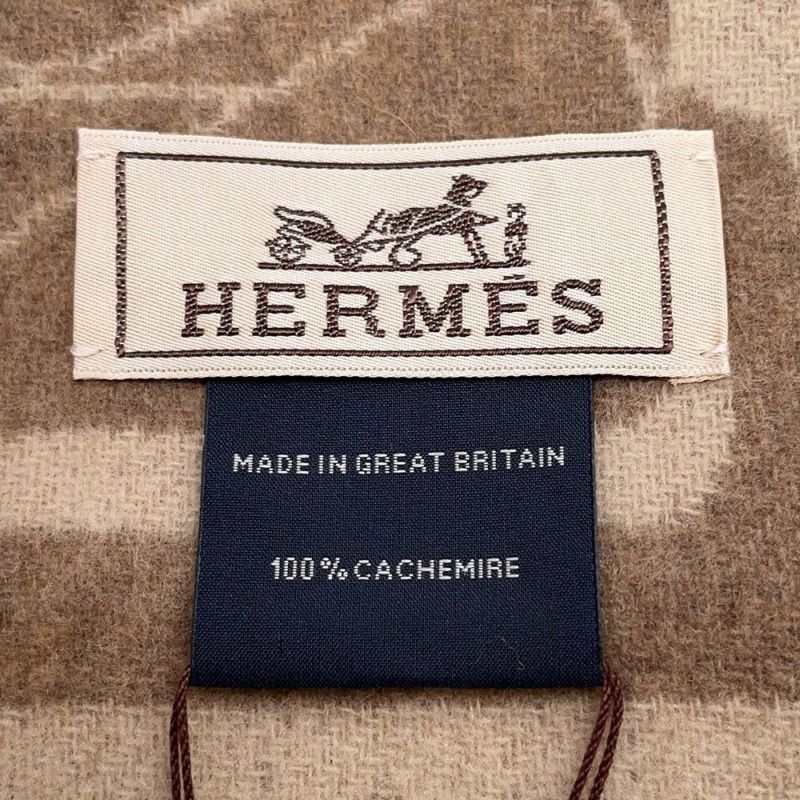 HERMÈS
MADE IN GREAT BRITAIN
100% CACHEMIRE